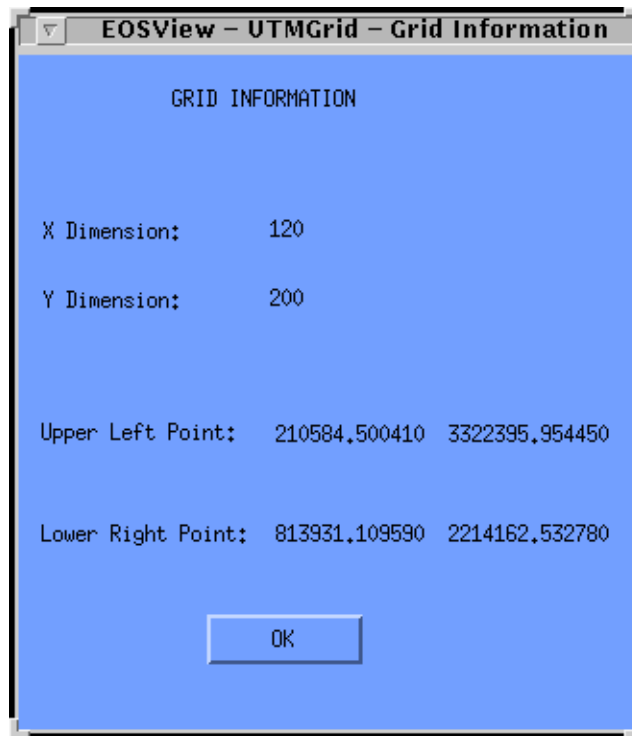 EOSView – UTMGrid – Grid Information
GRID INFORMATION
X Dimension: 120
Y Dimension: 200
Upper Left Point: 210584.500410 3322395.954450
Lower Right Point: 813931.109590 2214162.532780
OK